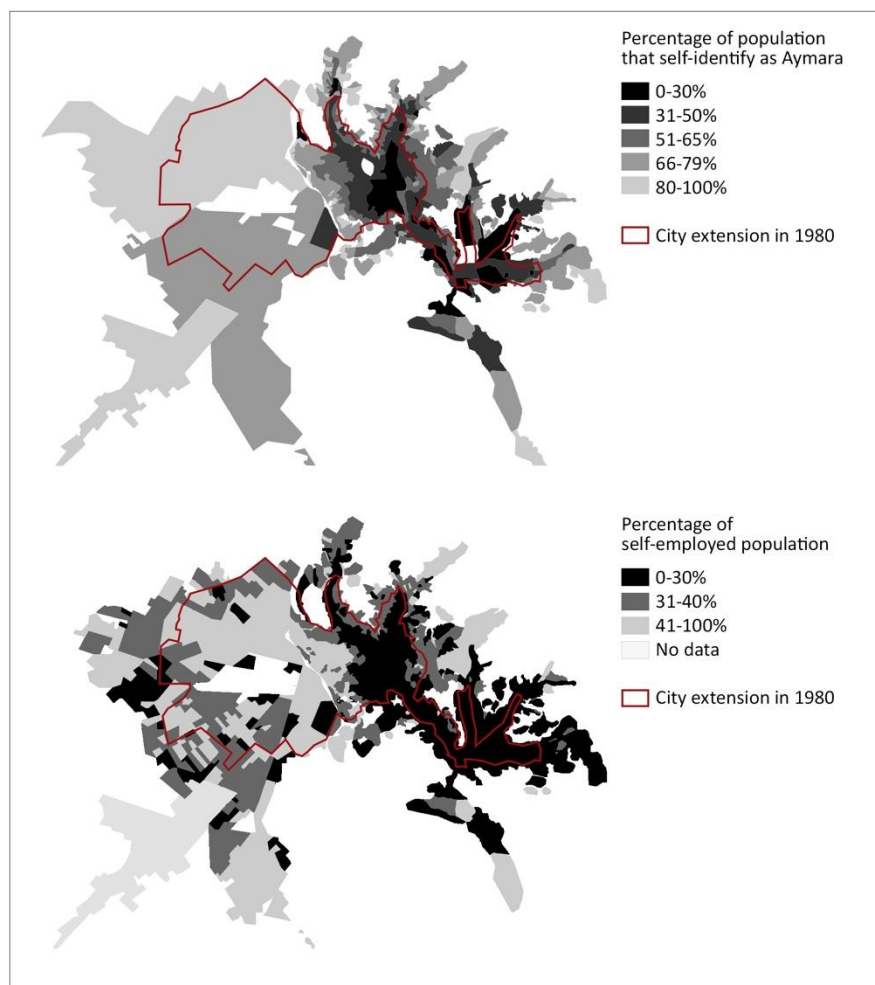 Percentage of population
that self-identify as Aymara
0-30%
31-50%
51-65%
66-79%
80-100%
City extension in 1980
Percentage of
self-employed population
0-30%
31-40%
41-100%
No data
City extension in 1980